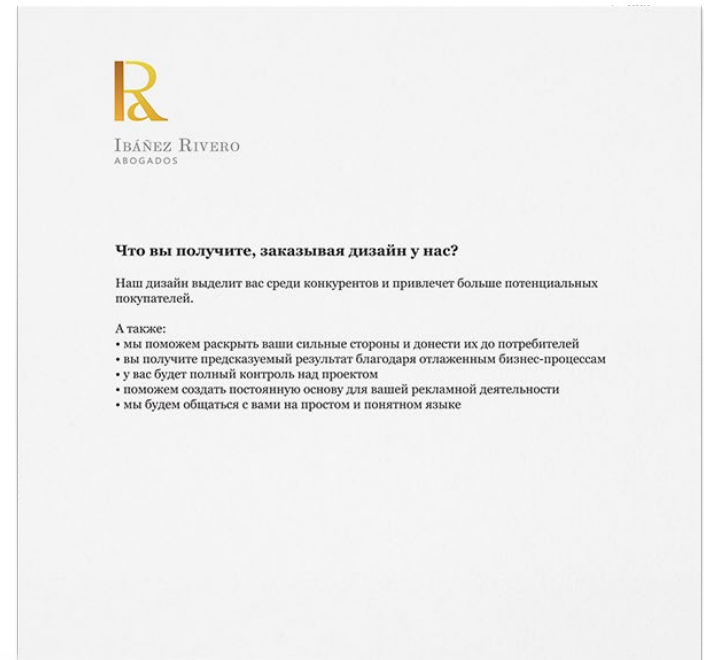 Ra
IBÁÑEZ RIVERO
ABOGADOS
Что вы получите, заказывая дизайн у нас?
Наш дизайн выделит вас среди конкурентов и привлечет больше потенциальных
покупателей.
А также:
• мы поможем раскрыть ваши сильные стороны и донести их до потребителей
• вы получите предсказуемый результат благодаря отлаженным бизнес-процессам
• у вас будет полный контроль над проектом
• поможем создать постоянную основу для вашей рекламной деятельности
• мы будем общаться с вами на простом и понятном языке